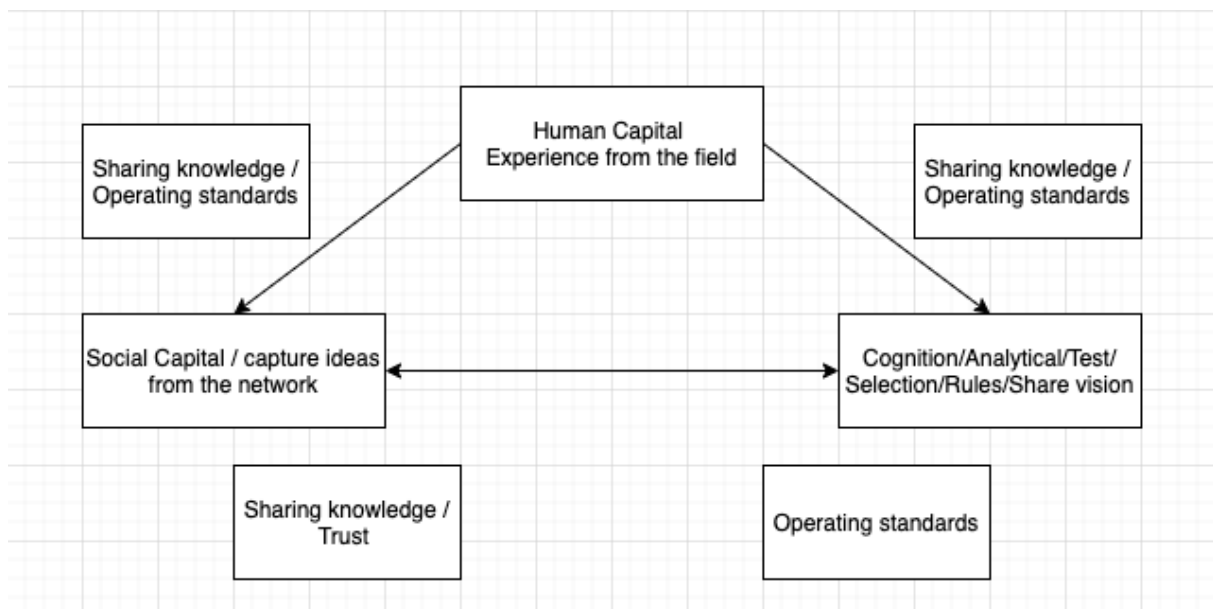 Human Capital
Experience from the field
Sharing knowledge /
Operating standards
Sharing knowledge /
Operating standards
Social Capital / capture ideas
from the network
Cognition/Analytical/Test/
Selection/Rules/Share vision
Sharing knowledge /
Trust
Operating standards